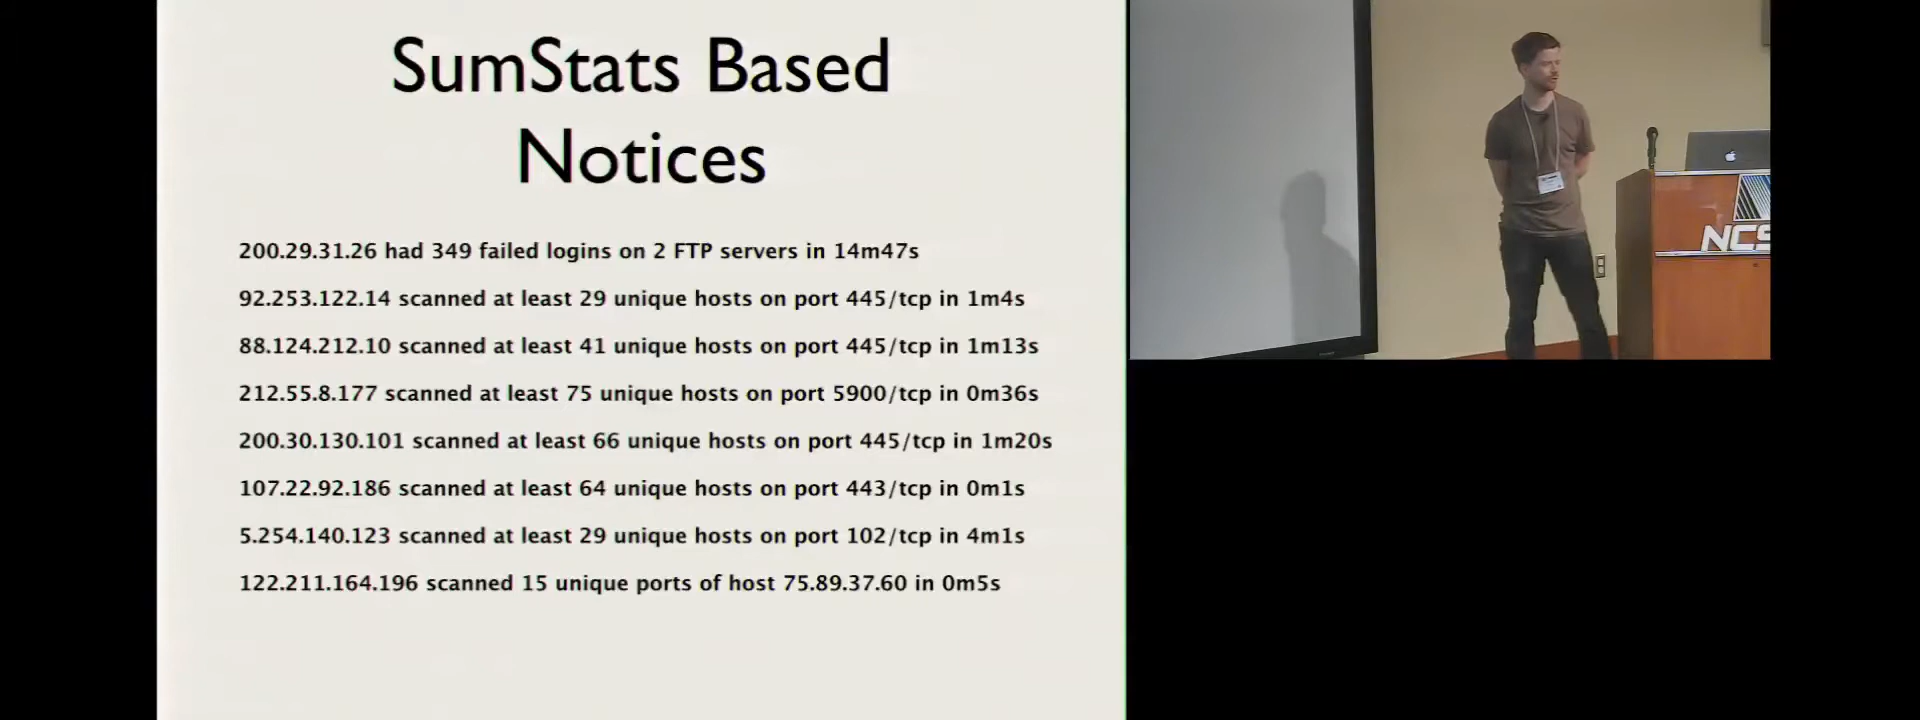 SumStats Based
Notices
200.29.31.26 had 349 failed logins on 2 FTP servers in 14m47s
92.253.122.14 scanned at least 29 unique hosts on port 445/tcp in 1m4s
88.124.212.10 scanned at least 41 unique hosts on port 445/tcp in 1m13s
212.55.8.177 scanned at least 75 unique hosts on port 5900/tcp in 0m36s
200.30.130.101 scanned at least 66 unique hosts on port 445/tcp in 1m20s
107.22.92.186 scanned at least 64 unique hosts on port 443/tcp in 0m1s
5.254.140.123 scanned at least 29 unique hosts on port 102/tcp in 4m1s
122.211.164.196 scanned 15 unique ports of host 75.89.37.60 in 0m5s
NCS